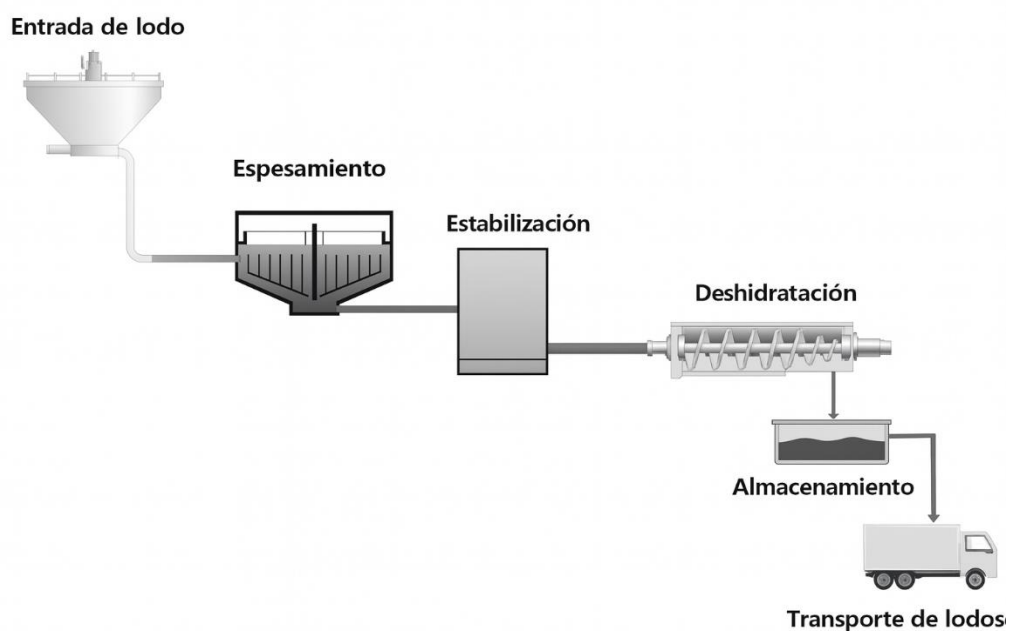 Entrada de lodo
Espesamiento
Estabilización
Deshidratación
Almacenamiento
Transporte de lodos